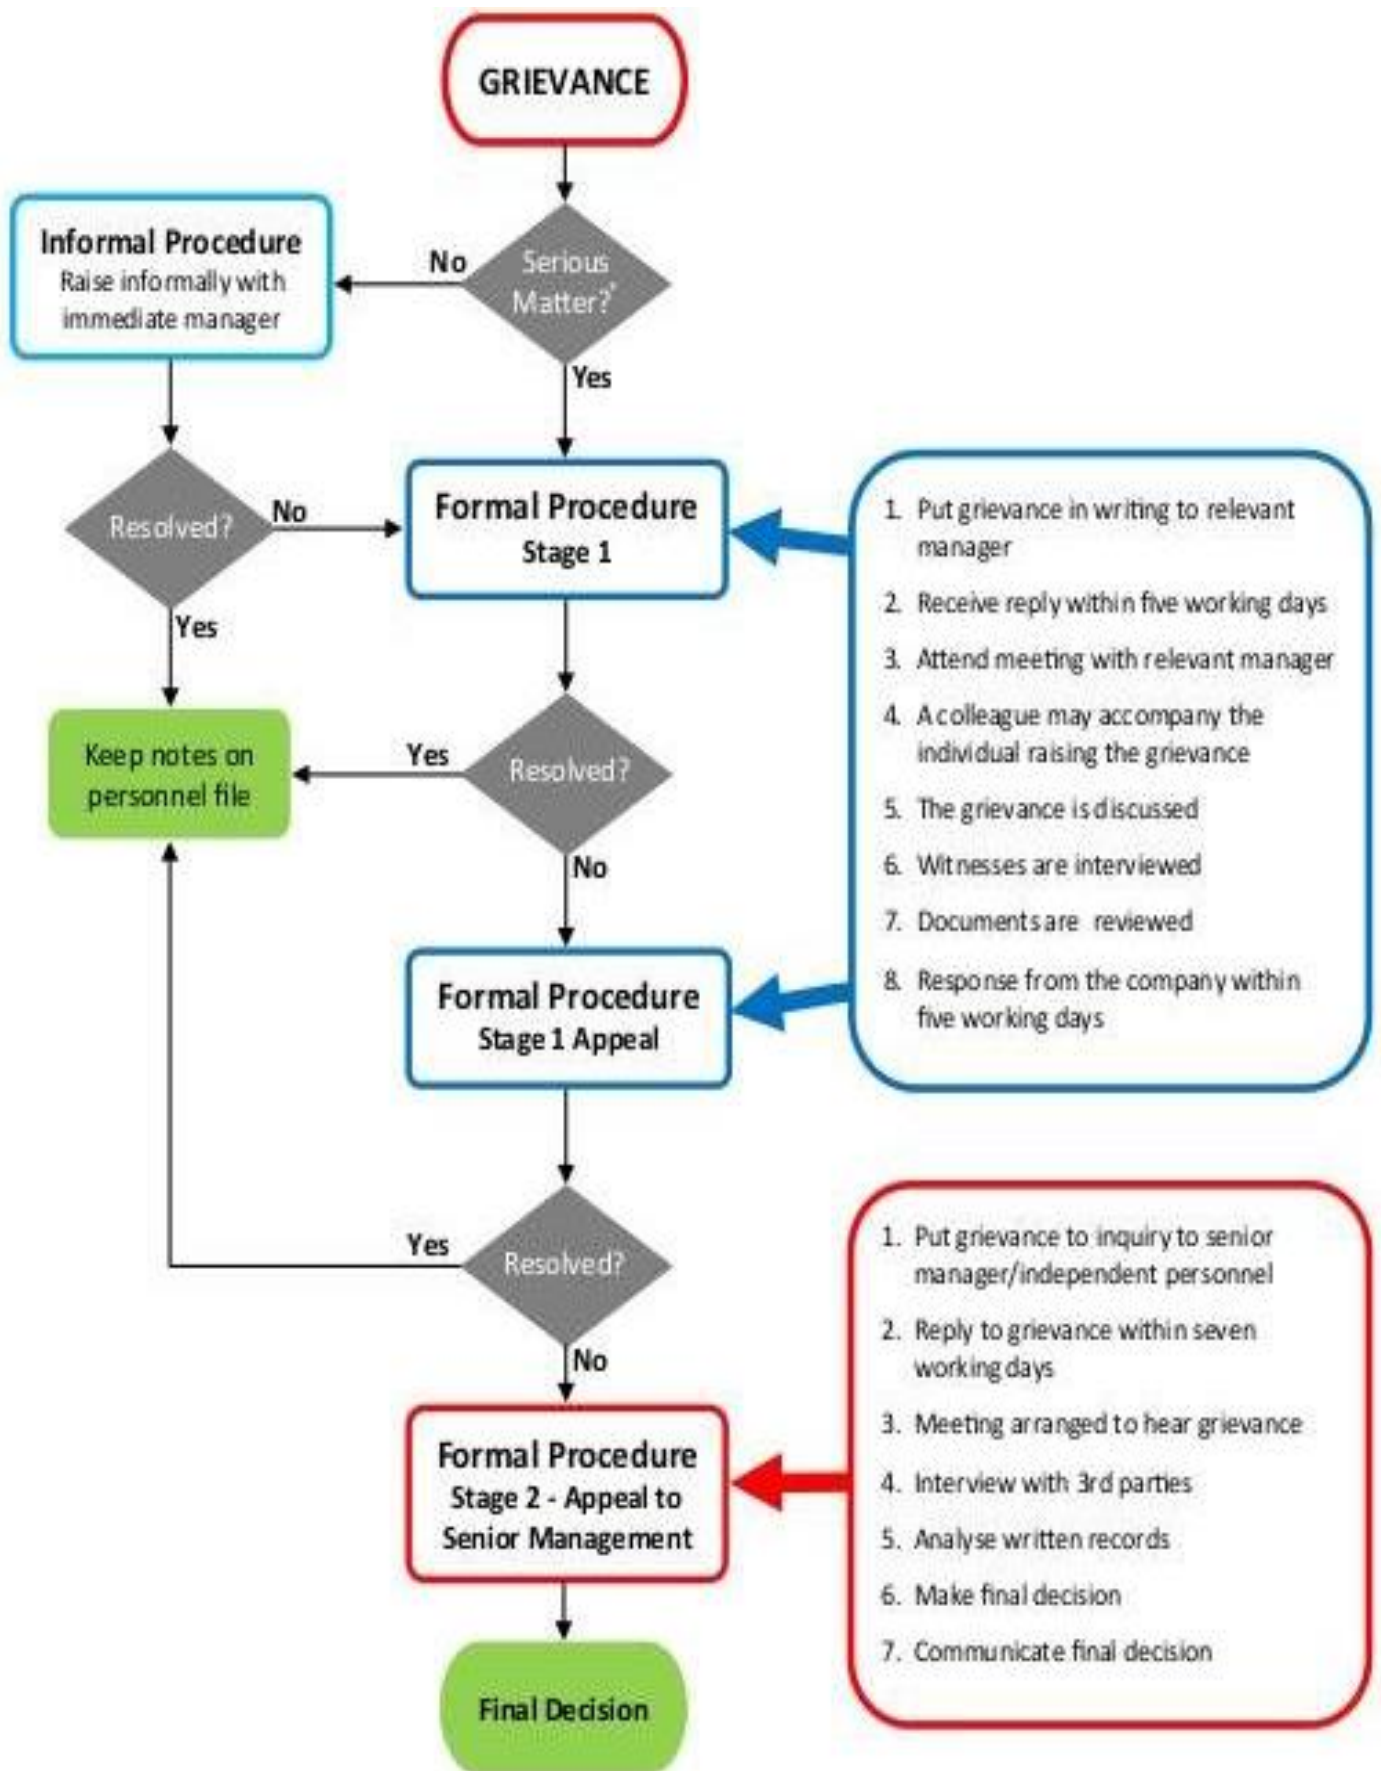 GRIEVANCE
Serious
Matter?*
No
Yes
Informal Procedure
Raise informally with
immediate manager
Resolved?
No
Yes
Formal Procedure
Stage 1
1. Put grievance in writing to relevant
manager
2. Receive reply within five working days
3. Attend meeting with relevant manager
4. A colleague may accompany the
individual raising the grievance
5. The grievance is discussed
6. Witnesses are interviewed
7. Documents are reviewed
8. Response from the company within
five working days
Keep notes on
personnel file
Yes
Resolved?
No
Formal Procedure
Stage 1 Appeal
Yes
Resolved?
No
Formal Procedure
Stage 2 - Appeal to
Senior Management
1. Put grievance to inquiry to senior
manager/independent personnel
2. Reply to grievance within seven
working days
3. Meeting arranged to hear grievance
4. Interview with 3rd parties
5. Analyse written records
6. Make final decision
7. Communicate final decision
Final Decision